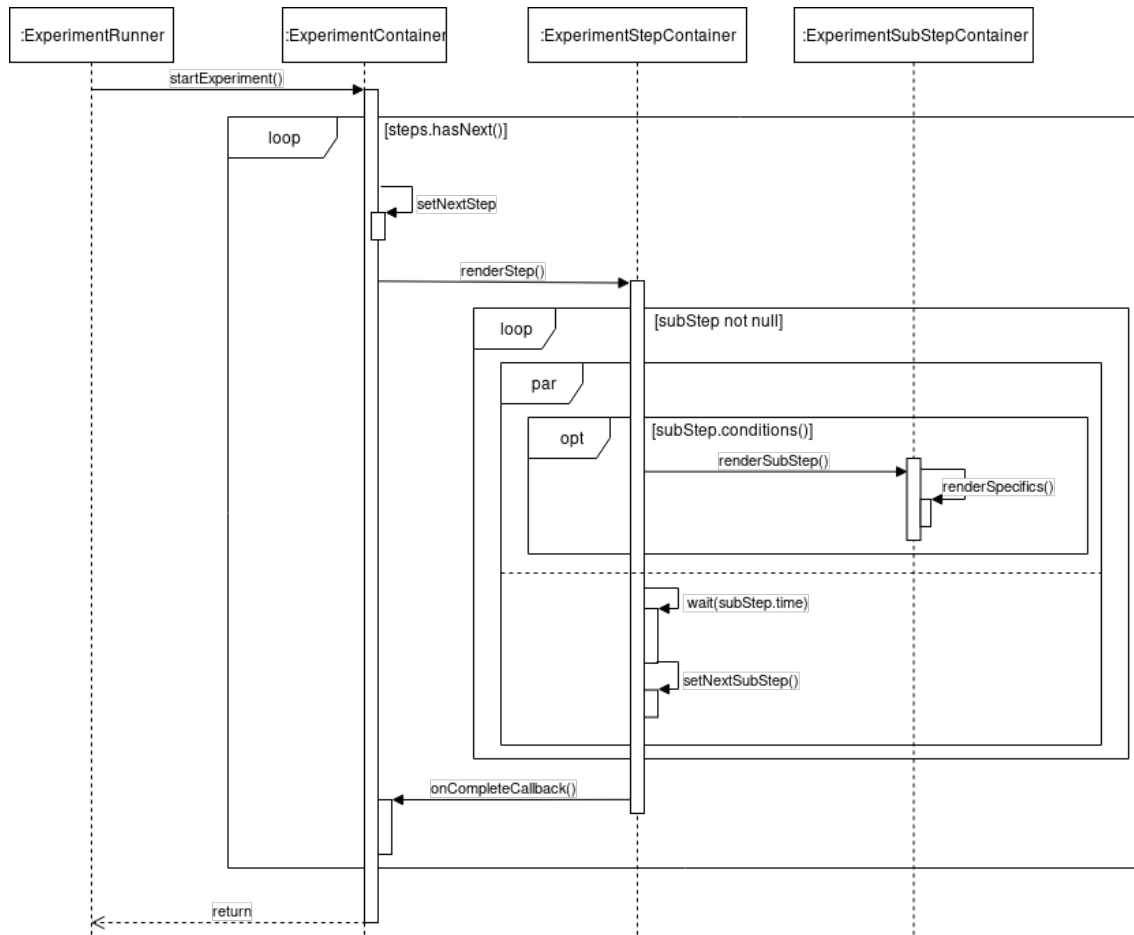 :ExperimentRunner
:ExperimentContainer
:ExperimentStepContainer
:ExperimentSubStepContainer
startExperiment()
loop
[steps.hasNext()]
setNextStep
renderStep()
loop
[subStep not null]
par
opt
[subStep.conditions()]
renderSubStep()
renderSpecifics()
wait(subStep.time)
setNextSubStep()
onCompleteCallback()
return